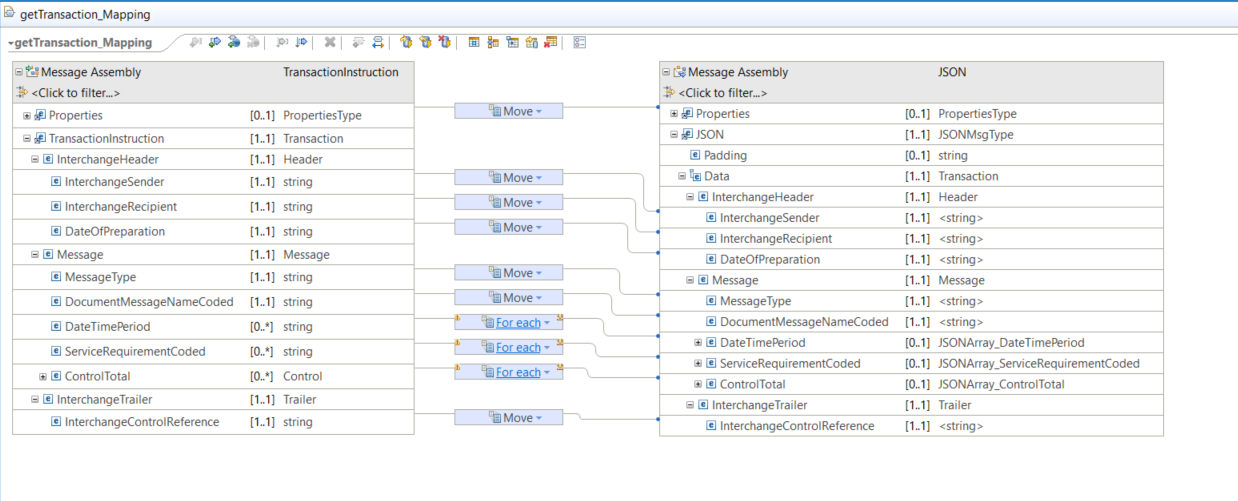 getTransaction_Mapping
getTransaction_Mapping
Message Assembly TransactionInstruction
<Click to filter...>
Properties [0..1] PropertiesType
TransactionInstruction [1..1] Transaction
InterchangeHeader [1..1] Header
InterchangeSender [1..1] string
InterchangeRecipient [1..1] string
DateOfPreparation [1..1] string
Message [1..1] Message
MessageType [1..1] string
DocumentMessageNameCoded [1..1] string
DateTimePeriod [0..*] string
ServiceRequirementCoded [0..*] string
ControlTotal [0..*] Control
InterchangeTrailer [1..1] Trailer
InterchangeControlReference [1..1] string
Move
Move
Move
Move
Move
Move
For each
For each
For each
Move
Message Assembly JSON
<Click to filter...>
Properties [0..1] PropertiesType
JSON [1..1] JSONMsgType
Padding [0..1] string
Data [1..1] Transaction
InterchangeHeader [1..1] Header
InterchangeSender [1..1] <string>
InterchangeRecipient [1..1] <string>
DateOfPreparation [1..1] <string>
Message [1..1] Message
MessageType [1..1] <string>
DocumentMessageNameCoded [1..1] <string>
DateTimePeriod [0..1] JSONArray_DateTimePeriod
ServiceRequirementCoded [0..1] JSONArray_ServiceRequirementCoded
ControlTotal [0..1] JSONArray_ControlTotal
InterchangeTrailer [1..1] Trailer
InterchangeControlReference [1..1] <string>